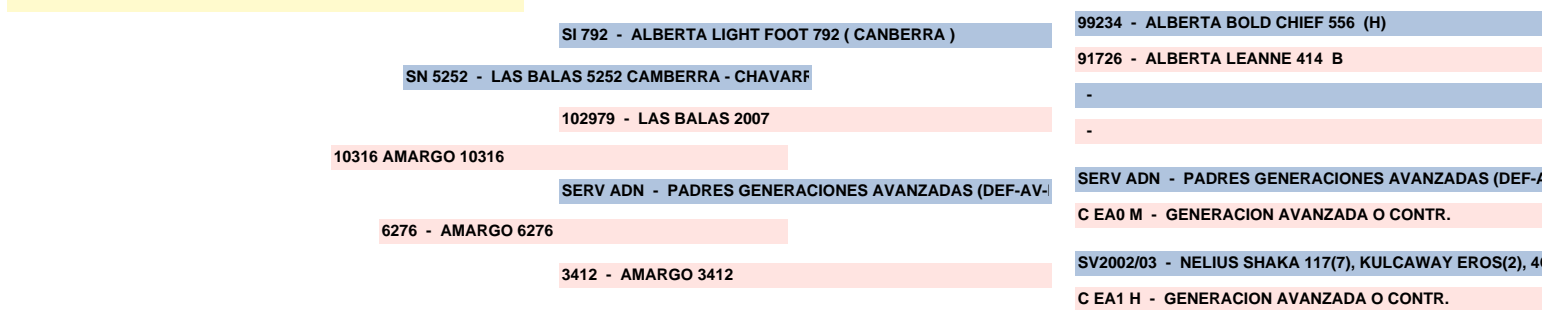 99234 - ALBERTA BOLD CHIEF 556 (H)
SI 792 - ALBERTA LIGHT FOOT 792 ( CANBERRA )
91726 - ALBERTA LEANNE 414 B
SN 5252 - LAS BALAS 5252 CAMBERRA - CHAVARR
-
102979 - LAS BALAS 2007
-
10316 AMARGO 10316
SERV ADN - PADRES GENERACIONES AVANZADAS (DEF-A
SERV ADN - PADRES GENERACIONES AVANZADAS (DEF-AV-
C EA0 M - GENERACION AVANZADA O CONTR.
6276 - AMARGO 6276
SV2002/03 - NELIUS SHAKA 117(7), KULCAWAY EROS(2), 4
3412 - AMARGO 3412
C EA1 H - GENERACION AVANZADA O CONTR.